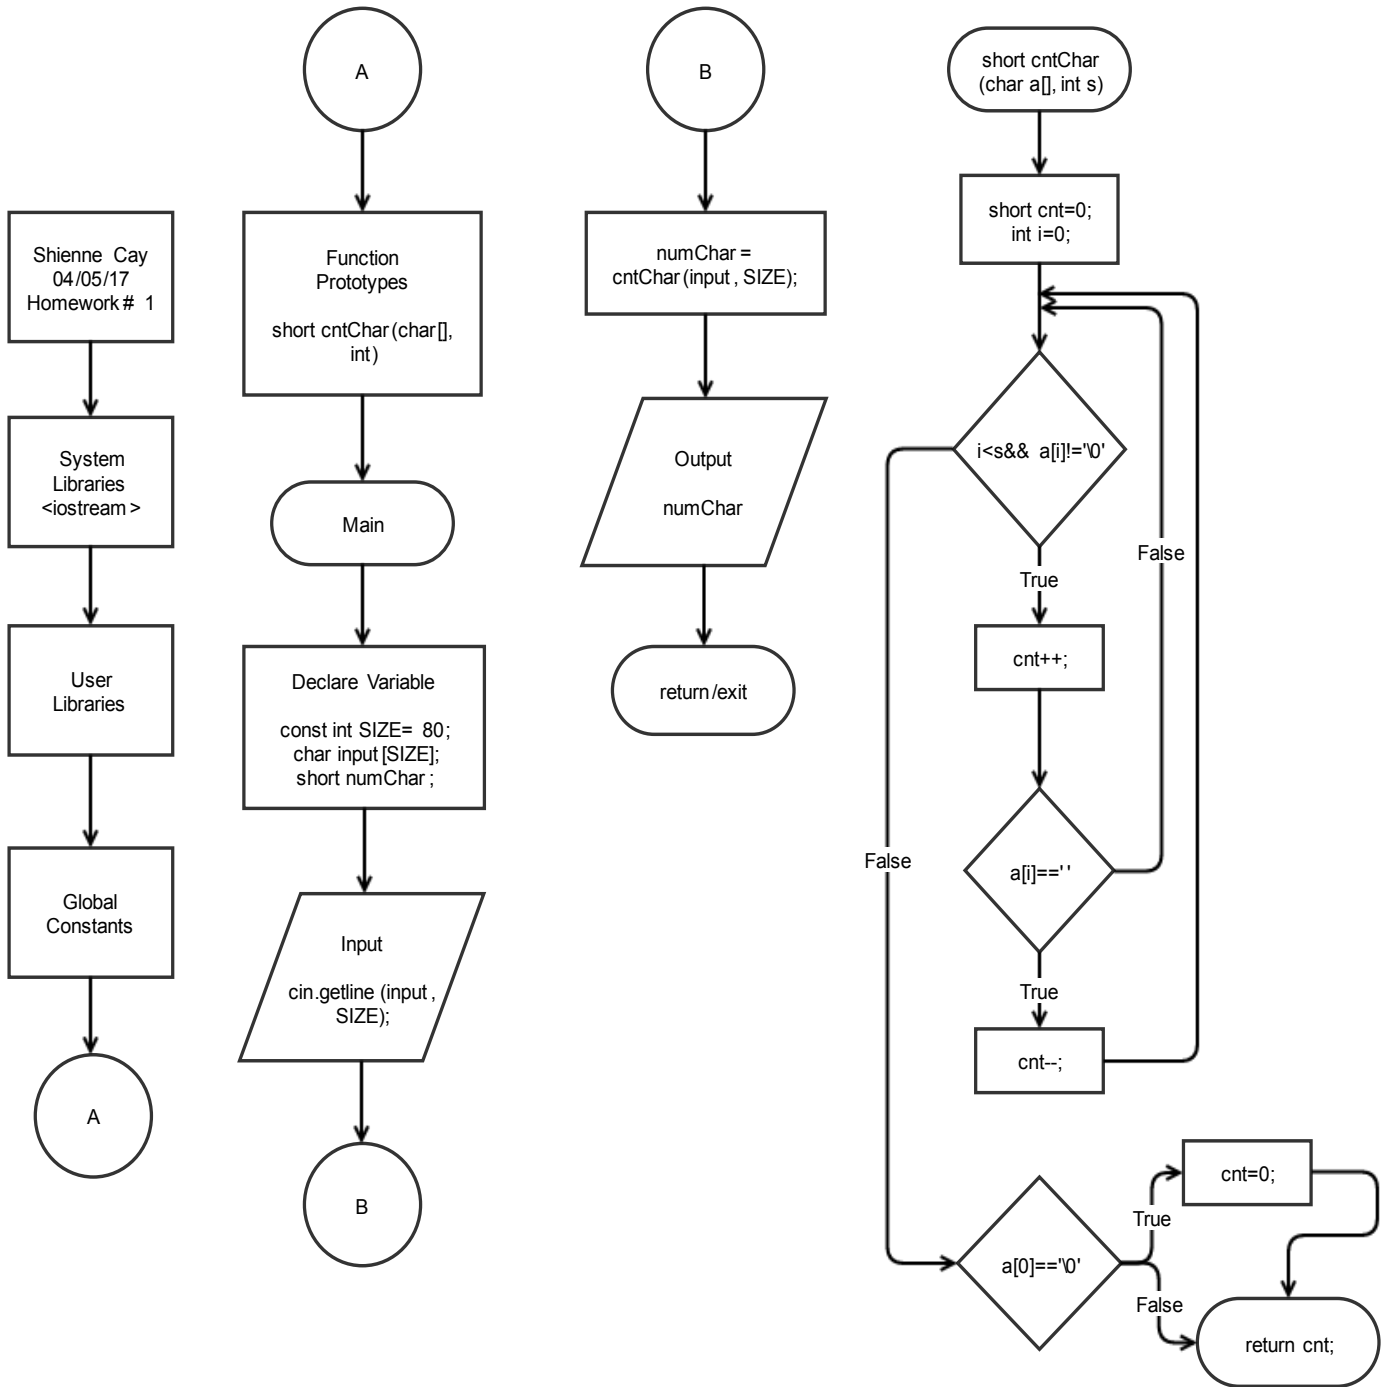 Shienne Cay
04/05/17
Homework # 1
System
Libraries
<iostream>
User
Libraries
Global
Constants
A
A
Function
Prototypes
short cntChar(char[],
int)
Main
Declare Variable
const int SIZE= 80;
char input[SIZE];
short numChar;
Input
cin.getline(input,
SIZE);
B
B
numChar=
cntChar(input, SIZE);
Output
numChar
return/exit
short cntChar
(char a[], int s)
short cnt=0;
int i=0;
i<s&& a[i]!='\0'
True
False
False
cnt++;
a[i]==' '
True
cnt--;
a[0]=='\0'
True
cnt=0;
False
return cnt;